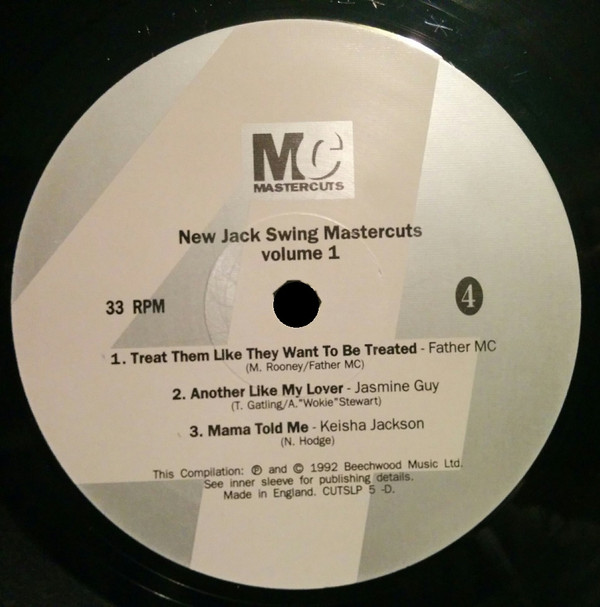 MC
MASTERCUTS
New Jack Swing Mastercuts
volume 1
33 RPM
4
1. Treat Them Like They Want To Be Treated - Father MC
(M. Rooney/Father MC)
2. Another Like My Lover - Jasmine Guy
(T. Gatling/A."Wokie"Stewart)
3. Mama Told Me - Keisha Jackson
(N. Hodge)
This Compilation: ℗ and © 1992 Beechwood Music Ltd.
See inner sleeve for publishing details.
Made in England. CUTSLP 5 -D.